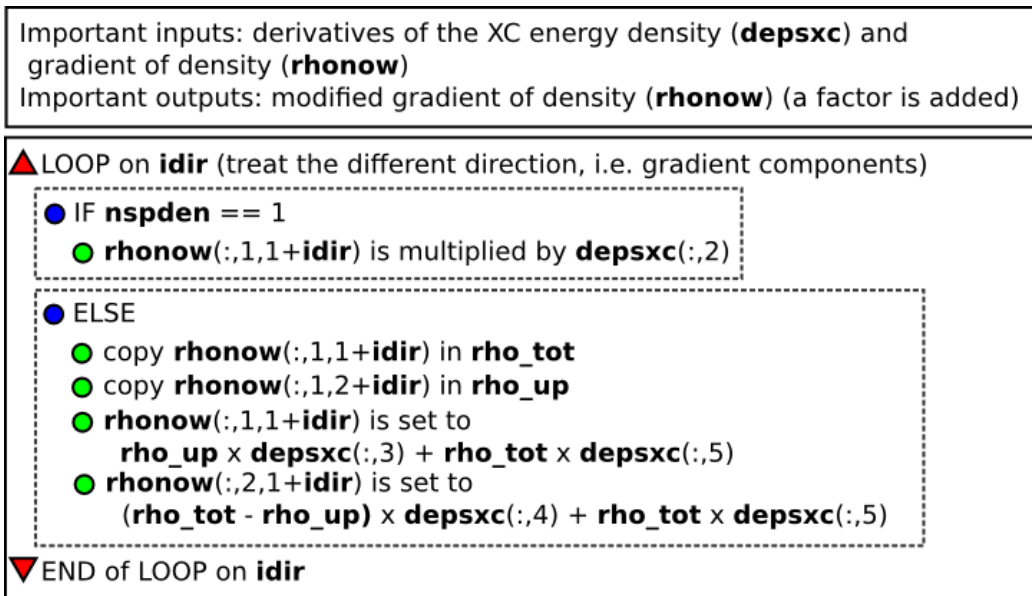 Important inputs: derivatives of the XC energy density (depsxc) and
gradient of density (rhonow)
Important outputs: modified gradient of density (rhonow) (a factor is added)
LOOP on idir (treat the different direction, i.e. gradient components)
IF nspden == 1
rhonow(:,1,1+idir) is multiplied by depsxc(:,2)
ELSE
copy rhonow(:,1,1+idir) in rho_tot
copy rhonow(:,1,2+idir) in rho_up
rhonow(:,1,1+idir) is set to
rho_up x depsxc(:,3) + rho_tot x depsxc(:,5)
rhonow(:,2,1+idir) is set to
(rho_tot - rho_up) x depsxc(:,4) + rho_tot x depsxc(:,5)
END of LOOP on idir